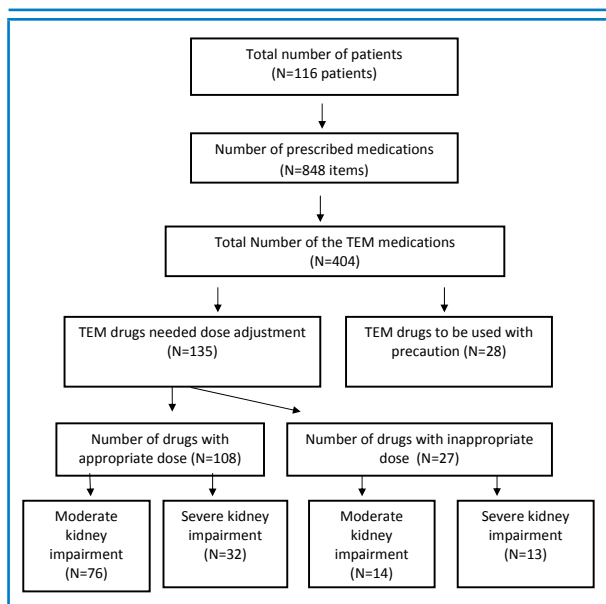 Total number of patients
(N=116 patients)
Number of prescribed medications
(N=848 items)
Total Number of the TEM medications
(N=404)
TEM drugs needed dose adjustment
(N=135)
TEM drugs to be used with
precaution (N=28)
Number of drugs with
appropriate dose (N=108)
Number of drugs with inappropriate
dose (N=27)
Moderate
kidney
impairment
(N=76)
Severe kidney
impairment
(N=32)
Moderate
kidney
impairment
(N=14)
Severe kidney
impairment
(N=13)